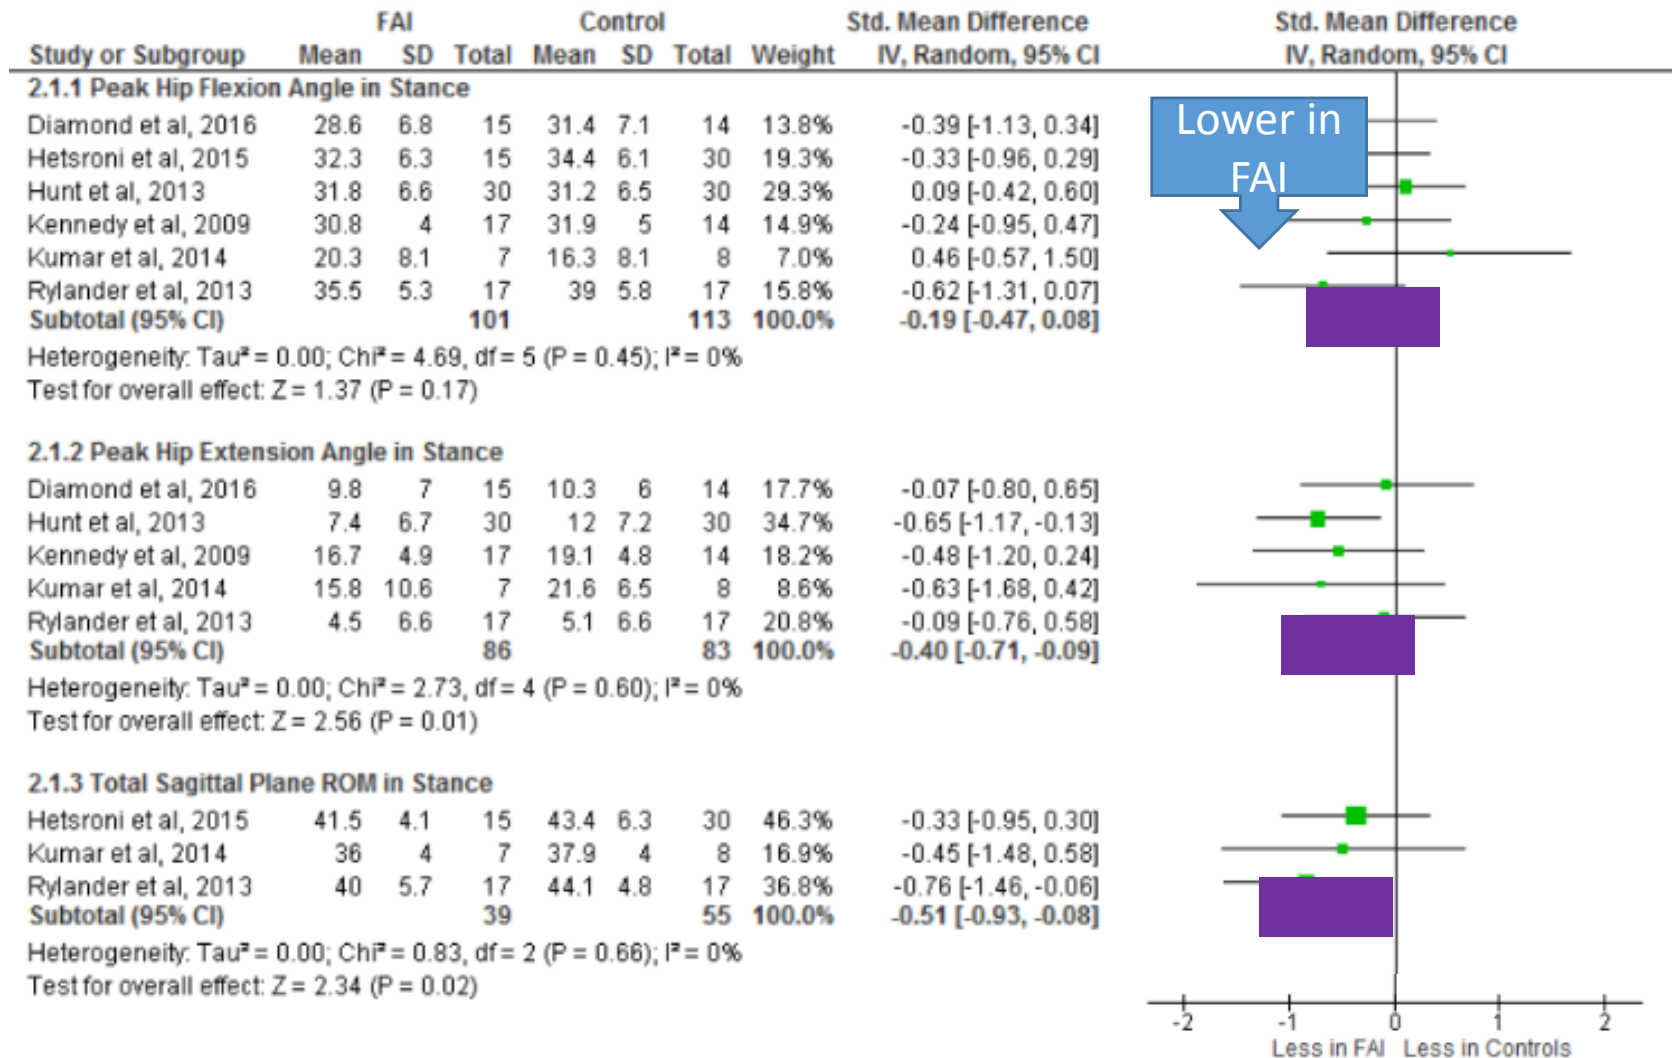 FAI Control Std. Mean Difference Std. Mean Difference
Study or Subgroup Mean SD Total Mean SD Total Weight IV, Random, 95% CI IV, Random, 95% CI
2.1.1 Peak Hip Flexion Angle in Stance
Diamond et al, 2016 28.6 6.8 15 31.4 7.1 14 13.8% -0.39 [-1.13, 0.34]
Hetsroni et al, 2015 32.3 6.3 15 34.4 6.1 30 19.3% -0.33 [-0.96, 0.29]
Hunt et al, 2013 31.8 6.6 30 31.2 6.5 30 29.3% 0.09 [-0.42, 0.60]
Kennedy et al, 2009 30.8 4 17 31.9 5 14 14.9% -0.24 [-0.95, 0.47]
Kumar et al, 2014 20.3 8.1 7 16.3 8.1 8 7.0% 0.46 [-0.57, 1.50]
Rylander et al, 2013 35.5 5.3 17 39 5.8 17 15.8% -0.62 [-1.31, 0.07]
Subtotal (95% CI) 101 113 100.0% -0.19 [-0.47, 0.08]
Heterogeneity: Tau² = 0.00; Chi² = 4.69, df = 5 (P = 0.45); I² = 0%
Test for overall effect: Z = 1.37 (P = 0.17)
Lower in
FAI
2.1.2 Peak Hip Extension Angle in Stance
Diamond et al, 2016 9.8 7 15 10.3 6 14 17.7% -0.07 [-0.80, 0.65]
Hunt et al, 2013 7.4 6.7 30 12 7.2 30 34.7% -0.65 [-1.17, -0.13]
Kennedy et al, 2009 16.7 4.9 17 19.1 4.8 14 18.2% -0.48 [-1.20, 0.24]
Kumar et al, 2014 15.8 10.6 7 21.6 6.5 8 8.6% -0.63 [-1.68, 0.42]
Rylander et al, 2013 4.5 6.6 17 5.1 6.6 17 20.8% -0.09 [-0.76, 0.58]
Subtotal (95% CI) 86 83 100.0% -0.40 [-0.71, -0.09]
Heterogeneity: Tau² = 0.00; Chi² = 2.73, df = 4 (P = 0.60); I² = 0%
Test for overall effect: Z = 2.56 (P = 0.01)
2.1.3 Total Sagittal Plane ROM in Stance
Hetsroni et al, 2015 41.5 4.1 15 43.4 6.3 30 46.3% -0.33 [-0.95, 0.30]
Kumar et al, 2014 36 4 7 37.9 4 8 16.9% -0.45 [-1.48, 0.58]
Rylander et al, 2013 40 5.7 17 44.1 4.8 17 36.8% -0.76 [-1.46, -0.06]
Subtotal (95% CI) 39 55 100.0% -0.51 [-0.93, -0.08]
Heterogeneity: Tau² = 0.00; Chi² = 0.83, df = 2 (P = 0.66); I² = 0%
Test for overall effect: Z = 2.34 (P = 0.02)
-2 -1 0 1 2
Less in FAI Less in Controls